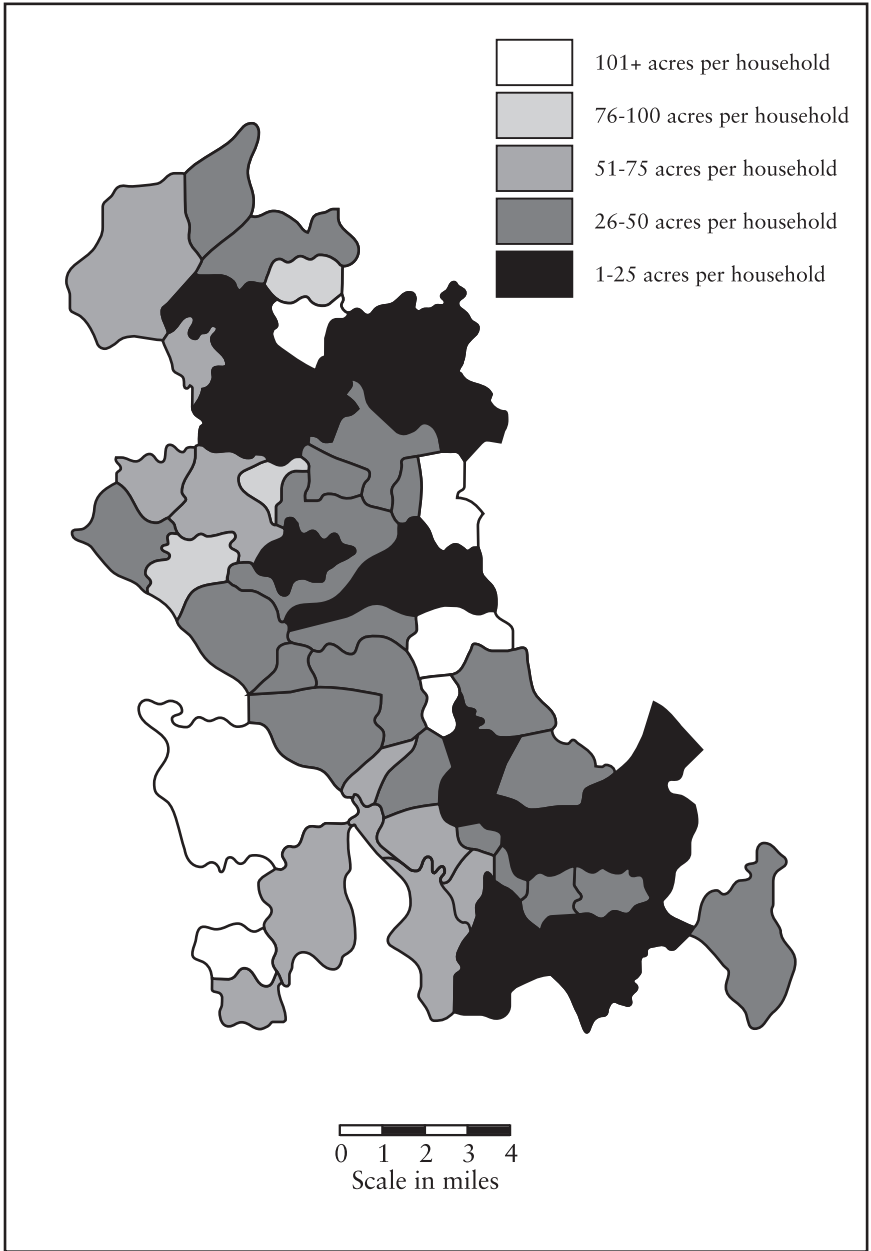 101+ acres per household
76-100 acres per household
51-75 acres per household
26-50 acres per household
1-25 acres per household
0 1 2 3 4
Scale in miles